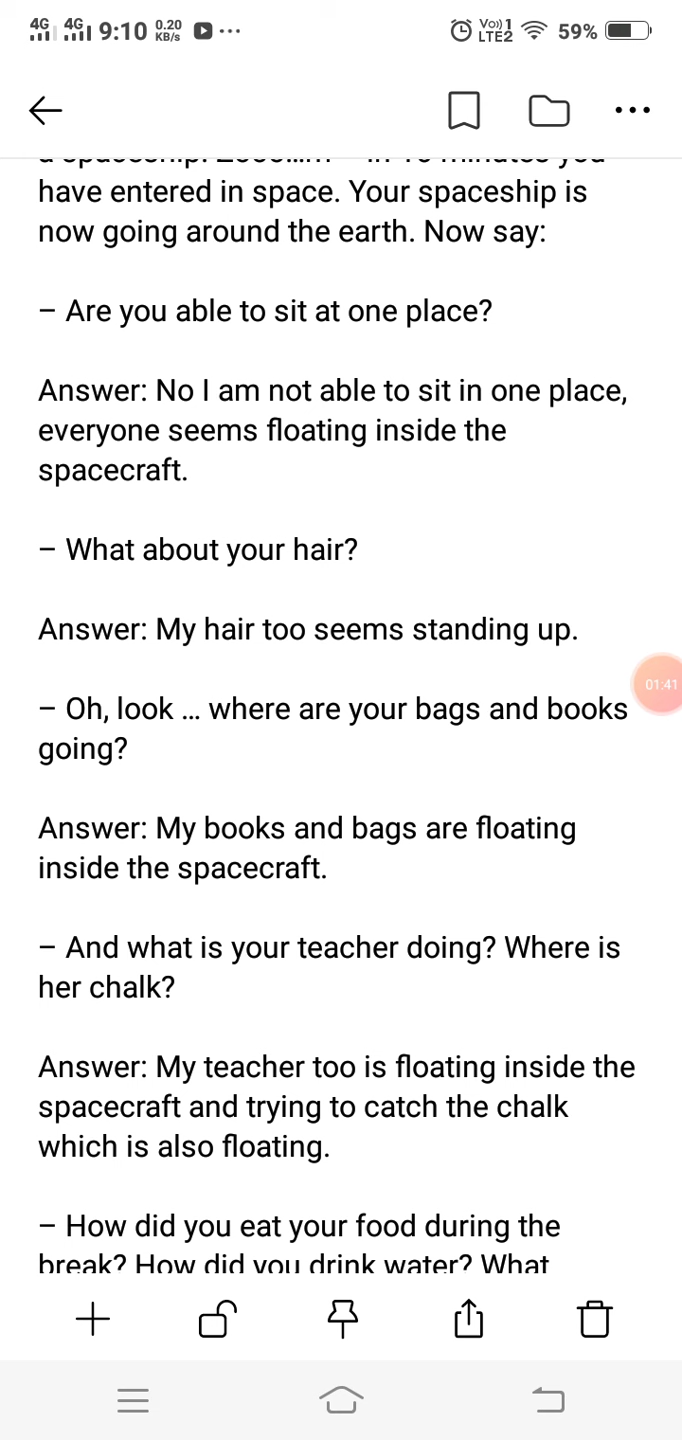 4G 4G 9:10 0.20 KB/s ... Vo)) 1 LTE2 59%
have entered in space. Your spaceship is
now going around the earth. Now say:
– Are you able to sit at one place?
Answer: No I am not able to sit in one place,
everyone seems floating inside the
spacecraft.
– What about your hair?
Answer: My hair too seems standing up.
01:41
– Oh, look ... where are your bags and books
going?
Answer: My books and bags are floating
inside the spacecraft.
– And what is your teacher doing? Where is
her chalk?
Answer: My teacher too is floating inside the
spacecraft and trying to catch the chalk
which is also floating.
– How did you eat your food during the
break? How did you drink water? What